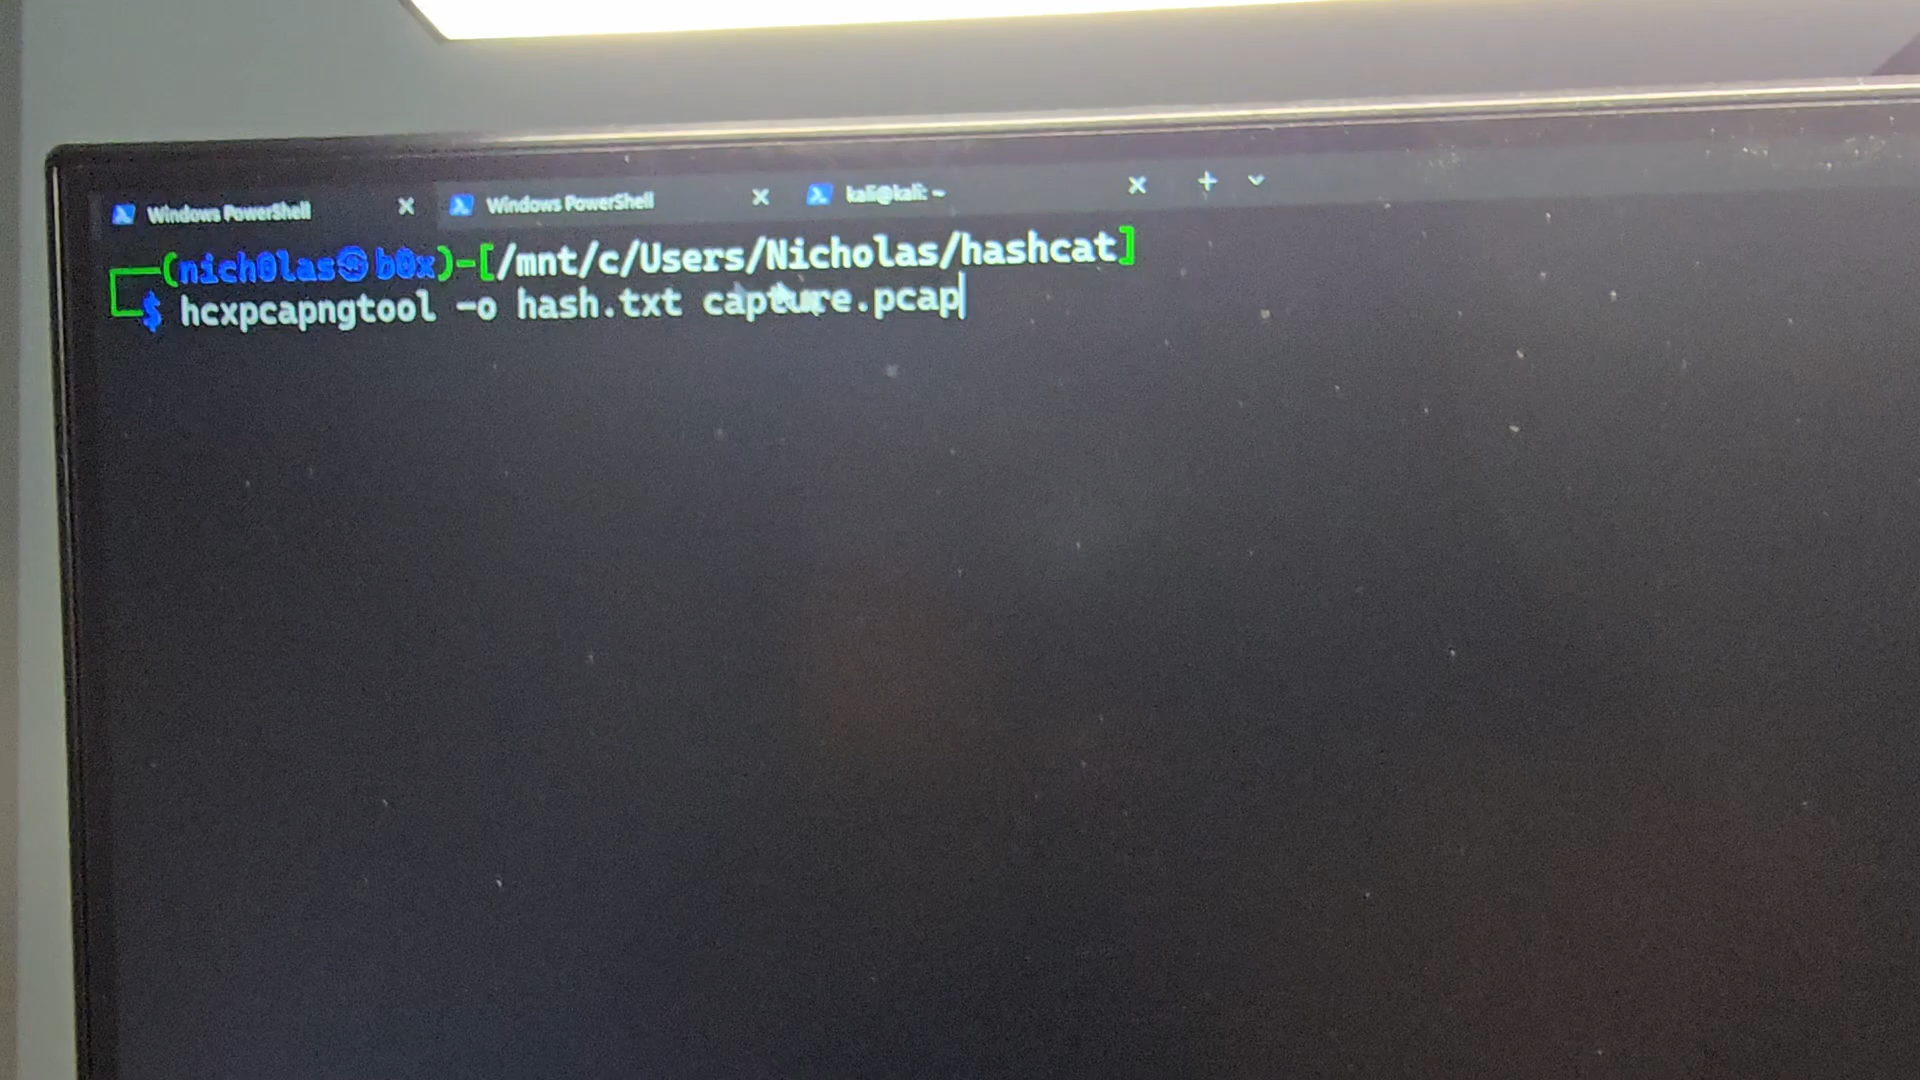 Windows PowerShell
Windows PowerShell
kali@kali: ~
(nich0las㉿b0x)-[/mnt/c/Users/Nicholas/hashcat]
$ hcxpcapngtool -o hash.txt capture.pcap